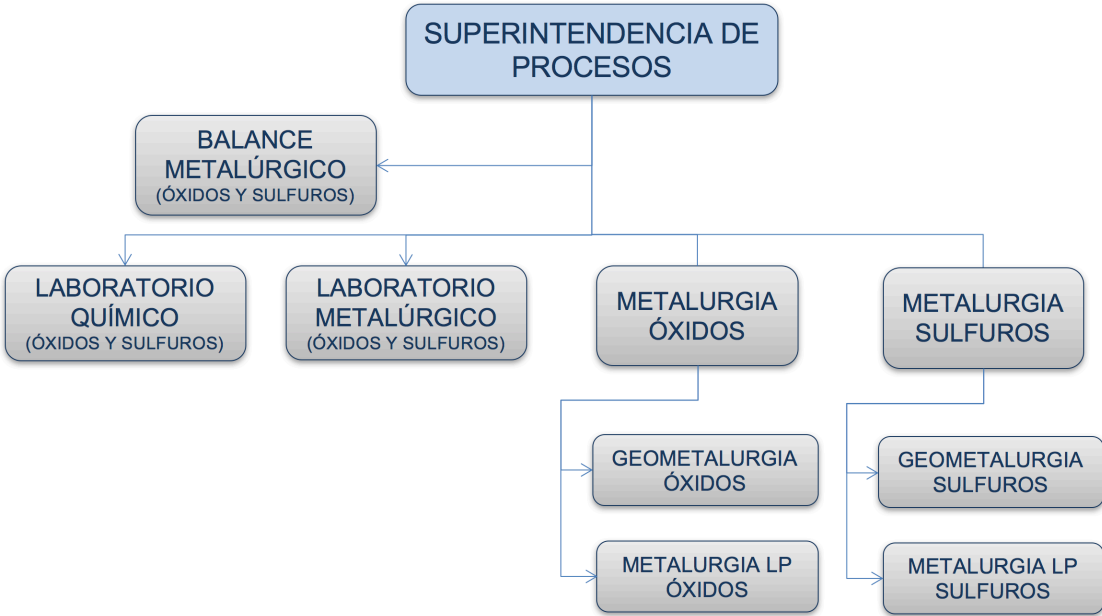 SUPERINTENDENCIA DE
PROCESOS
BALANCE
METALÚRGICO
(ÓXIDOS Y SULFUROS)
LABORATORIO
QUÍMICO
(ÓXIDOS Y SULFUROS)
LABORATORIO
METALÚRGICO
(ÓXIDOS Y SULFUROS)
METALURGIA
ÓXIDOS
METALURGIA
SULFUROS
GEOMETALURGIA
ÓXIDOS
GEOMETALURGIA
SULFUROS
METALURGIA LP
ÓXIDOS
METALURGIA LP
SULFUROS